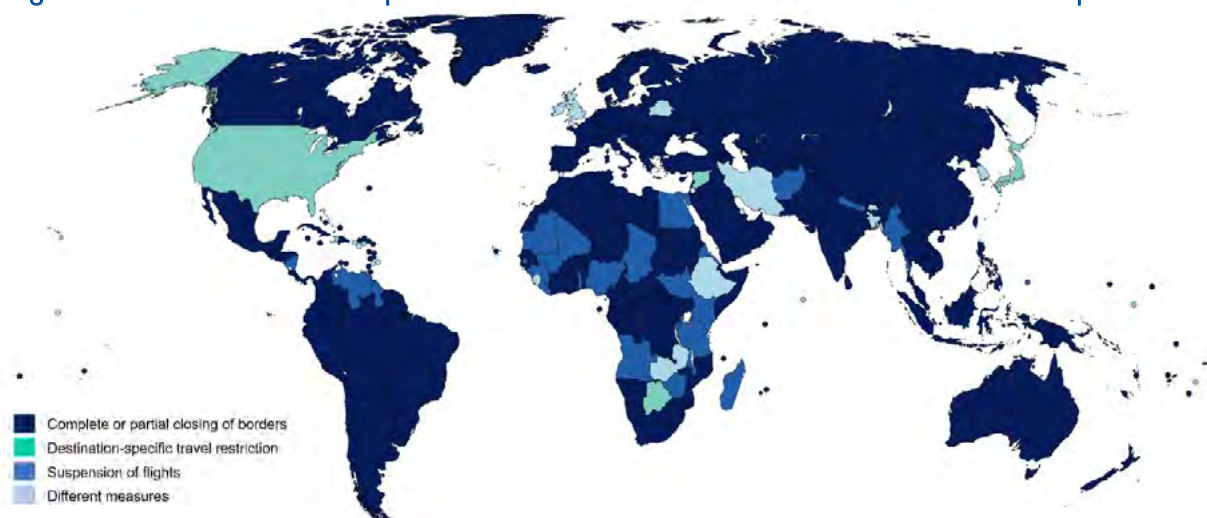 Complete or partial closing of borders
Destination-specific travel restriction
Suspension of flights
Different measures